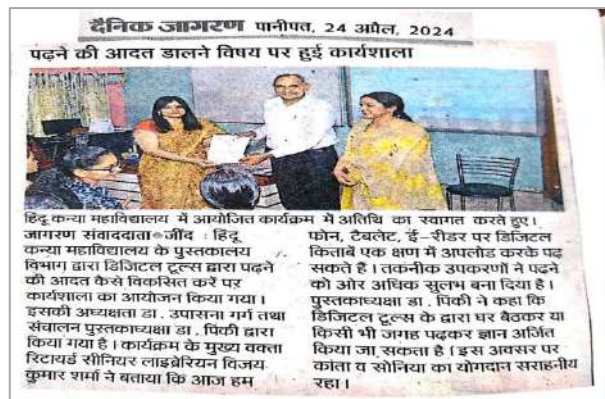 दैनिक जागरण पानीपत, 24 अप्रैल, 2024
पढ़ने की आदत डालने विषय पर हुई कार्यशाला
हिंदू कन्या महाविद्यालय में आयोजित कार्यक्रम में अतिथि का स्वागत करते हुए।
जागरण संवाददाता●जींद : हिंदू
कन्या महाविद्यालय के पुस्तकालय
विभाग द्वारा डिजिटल टूल्स द्वारा पढ़ने
की आदत कैसे विकसित करें पर
कार्यशाला का आयोजन किया गया।
इसकी अध्यक्षता डा. उपासना गर्ग तथा
संचालन पुस्तकाध्यक्षा डा. पिंकी द्वारा
किया गया है। कार्यक्रम के मुख्य वक्ता
रिटायर्ड सीनियर लाइब्रेरियन विजय
कुमार शर्मा ने बताया कि आज हम
फोन, टैबलेट, ई-रीडर पर डिजिटल
किताबें एक क्षण में अपलोड करके पढ़
सकते हैं। तकनीक उपकरणों ने पढ़ने
को ओर अधिक सुलभ बना दिया है।
पुस्तकाध्यक्षा डा. पिंकी ने कहा कि
डिजिटल टूल्स के द्वारा घर बैठकर या
किसी भी जगह पढ़कर ज्ञान अर्जित
किया जा सकता है। इस अवसर पर
कांता व सोनिया का योगदान सराहनीय
रहा।